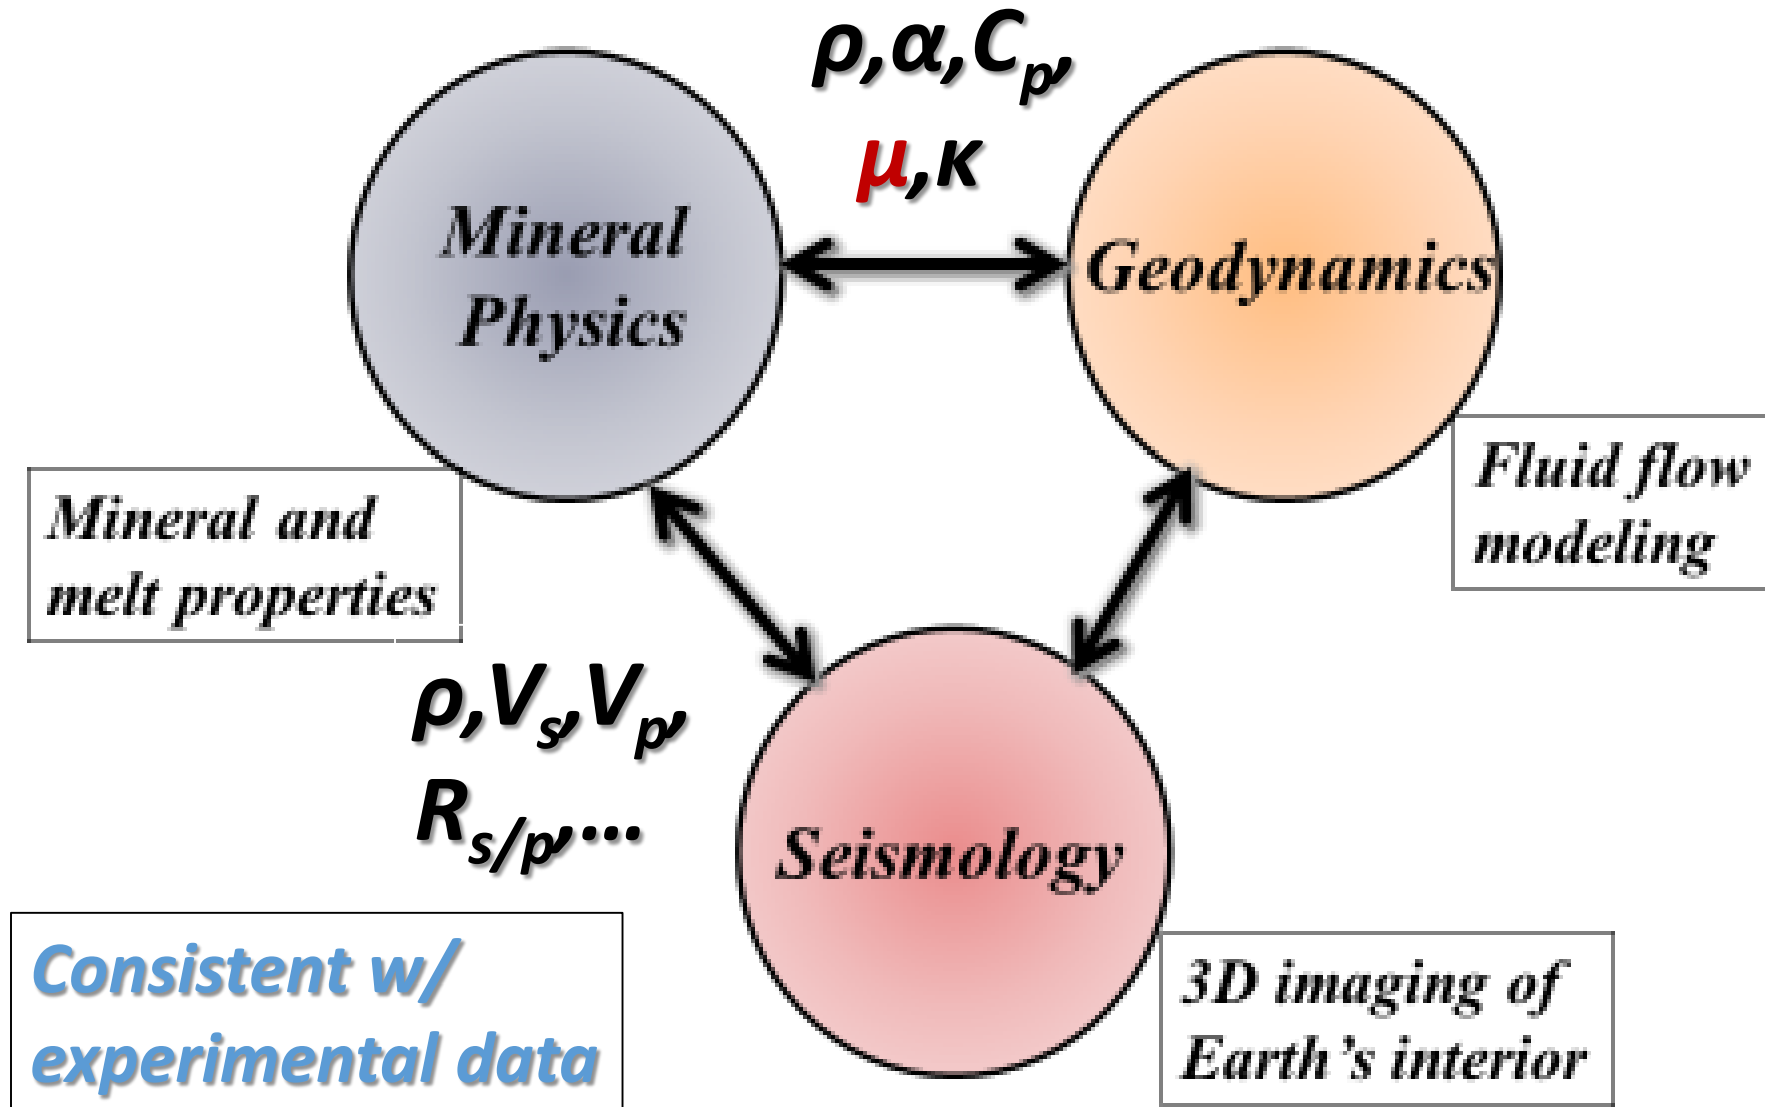 ρ,α,Cp,
μ,κ
Mineral
Physics
Geodynamics
Mineral and
melt properties
Fluid flow
modeling
ρ,Vs,Vp,
Rs/p,...
Seismology
Consistent w/
experimental data
3D imaging of
Earth's interior